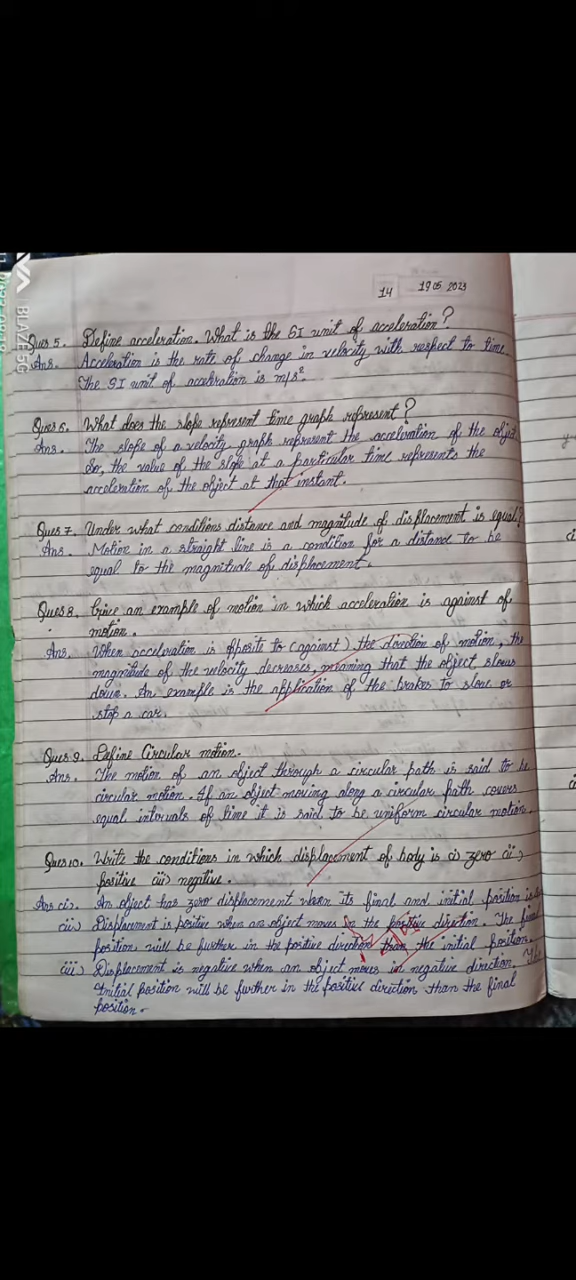 14 19 05 2023
BLAZE 5G
Ques 5. Define acceleration. What is the SI unit of acceleration?
Ans. Acceleration is the rate of change in velocity with respect to time.
The SI unit of acceleration is m/s².
Ques 6. What does the slope represent time graph represent?
Ans. The slope of a velocity graph represent the acceleration of the object
So, the value of the slope at a particular time represents the
acceleration of the object at that instant.
Ques 7. Under what conditions distance and magnitude of displacement is equal?
Ans. Motion in a straight line is a condition for a distand to be
equal to the magnitude of displacement.
Ques 8. Give an example of motion in which acceleration is against of
motion.
Ans. When acceleration is opposite to (against) the direction of motion, the
magnitude of the velocity decreases, meaning that the object slows
down. An example is the application of the brakes to slow or
stop a car.
Ques 9. Define Circular motion.
Ans. The motion of an object through a circular path is said to be
circular motion. If an object moving along a circular path covers
equal intervals of time it is said to be uniform circular motion.
Ques 10. Write the conditions in which displacement of body is (i) zero (ii)
positive (iii) negative.
Ans (i) An object has zero displacement when its final and initial position is
(ii) Displacement is positive when an object moves in the positive direction. The final
position will be further in the positive direction than the initial position.
(iii) Displacement is negative when an object moves in negative direction. The
Initial position will be further in the positive direction than the final
position.